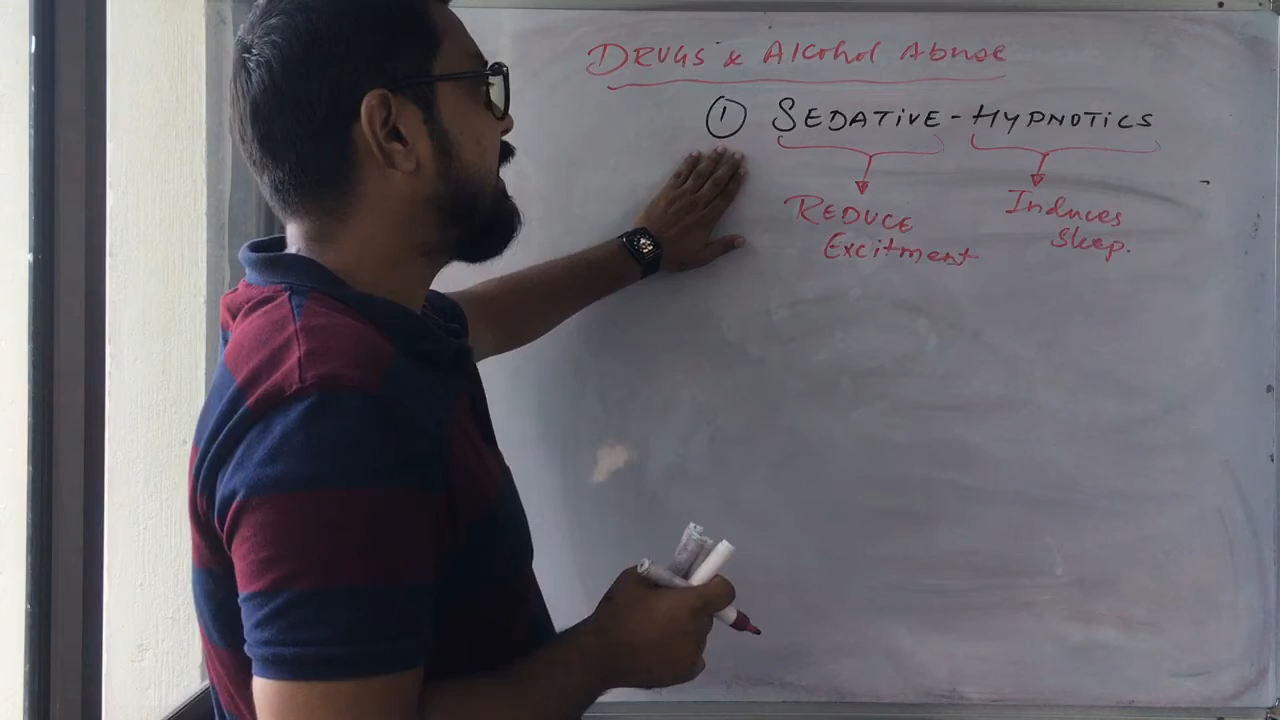 DRUGS & Alcohol Abuse
① SEDATIVE - HYPNOTICS
REDUCE
Excitment
Induces
Sleep.